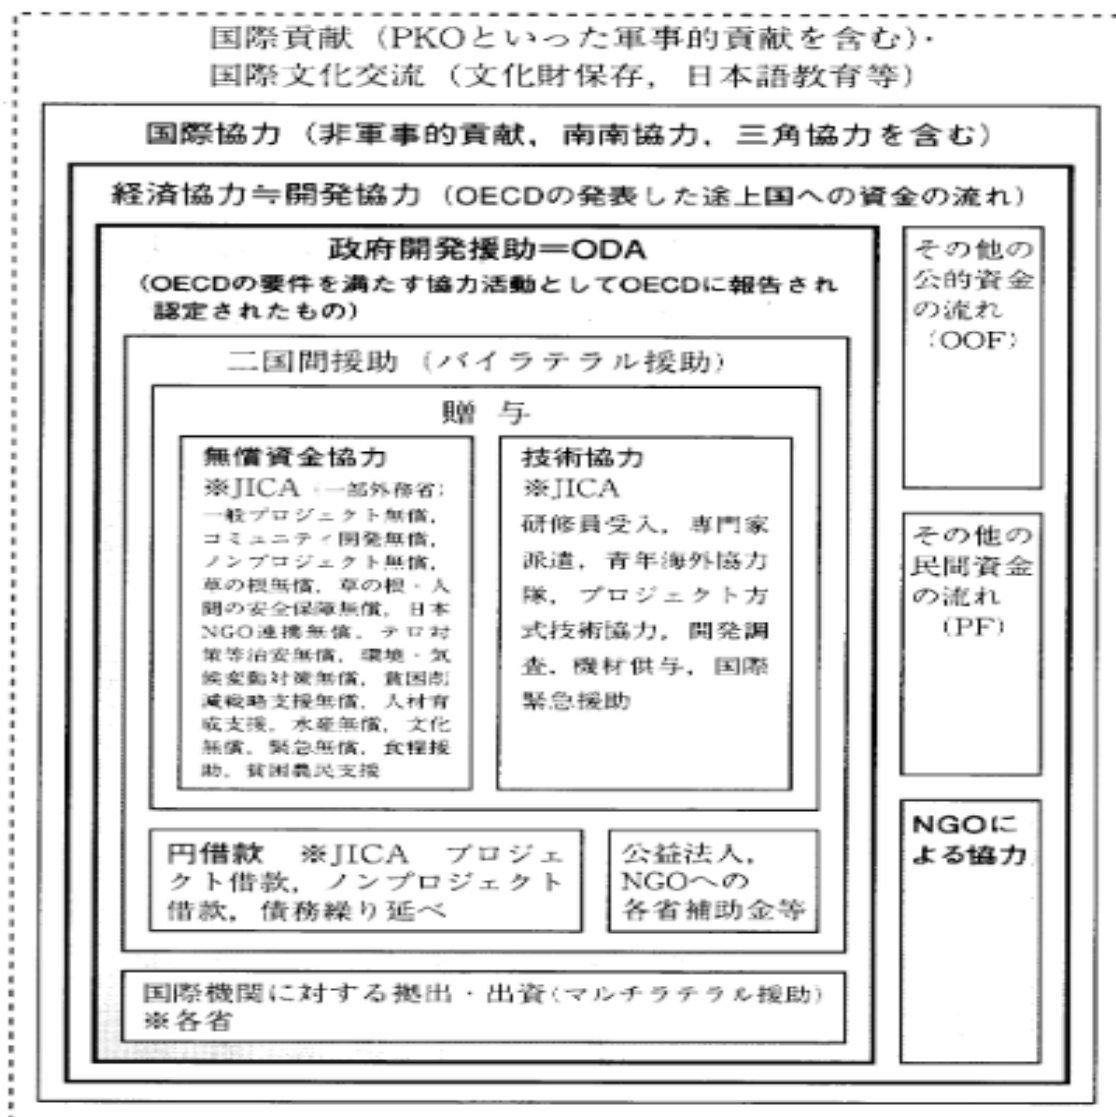 国際貢献（PKOといった軍事的貢献を含む）・
国際文化交流（文化財保存，日本語教育等）
国際協力（非軍事的貢献，南南協力，三角協力を含む）
経済協力≒開発協力（OECDの発表した途上国への資金の流れ）
政府開発援助＝ODA
（OECDの要件を満たす協力活動としてOECDに報告され
認定されたもの）
二国間援助（バイラテラル援助）
贈 与
無償資金協力
※JICA（一部外務省）
一般プロジェクト無償，
コミュニティ開発無償，
ノンプロジェクト無償，
草の根無償，草の根・人
間の安全保障無償，日本
NGO連携無償，テロ対
策等治安無償，環境・気
候変動対策無償，貧困削
減戦略支援無償，人材育
成支援，水産無償，文化
無償，緊急無償，食糧援
助，貧困農民支援
技術協力
※JICA
研修員受入，専門家
派遣，青年海外協力
隊，プロジェクト方
式技術協力，開発調
査，機材供与，国際
緊急援助
円借款 ※JICA プロジェ
クト借款，ノンプロジェクト
借款，債務繰り延べ
公益法人，
NGOへの
各省補助金等
国際機関に対する拠出・出資（マルチラテラル援助）
※各省
その他の
公的資金
の流れ
（OOF）
その他の
民間資金
の流れ
（PF）
NGOに
よる協力